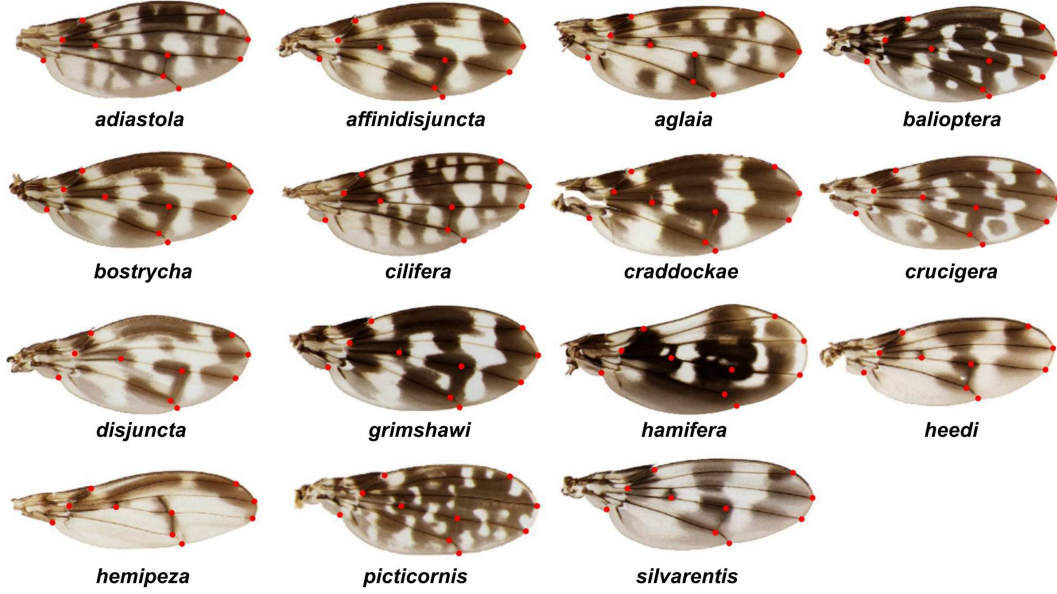 adiastola affinidisjuncta aglaia balioptera
bostrycha cilifera craddockae crucigera
disjuncta grimshawi hamifera heedi
hemipeza picticornis silvarentis